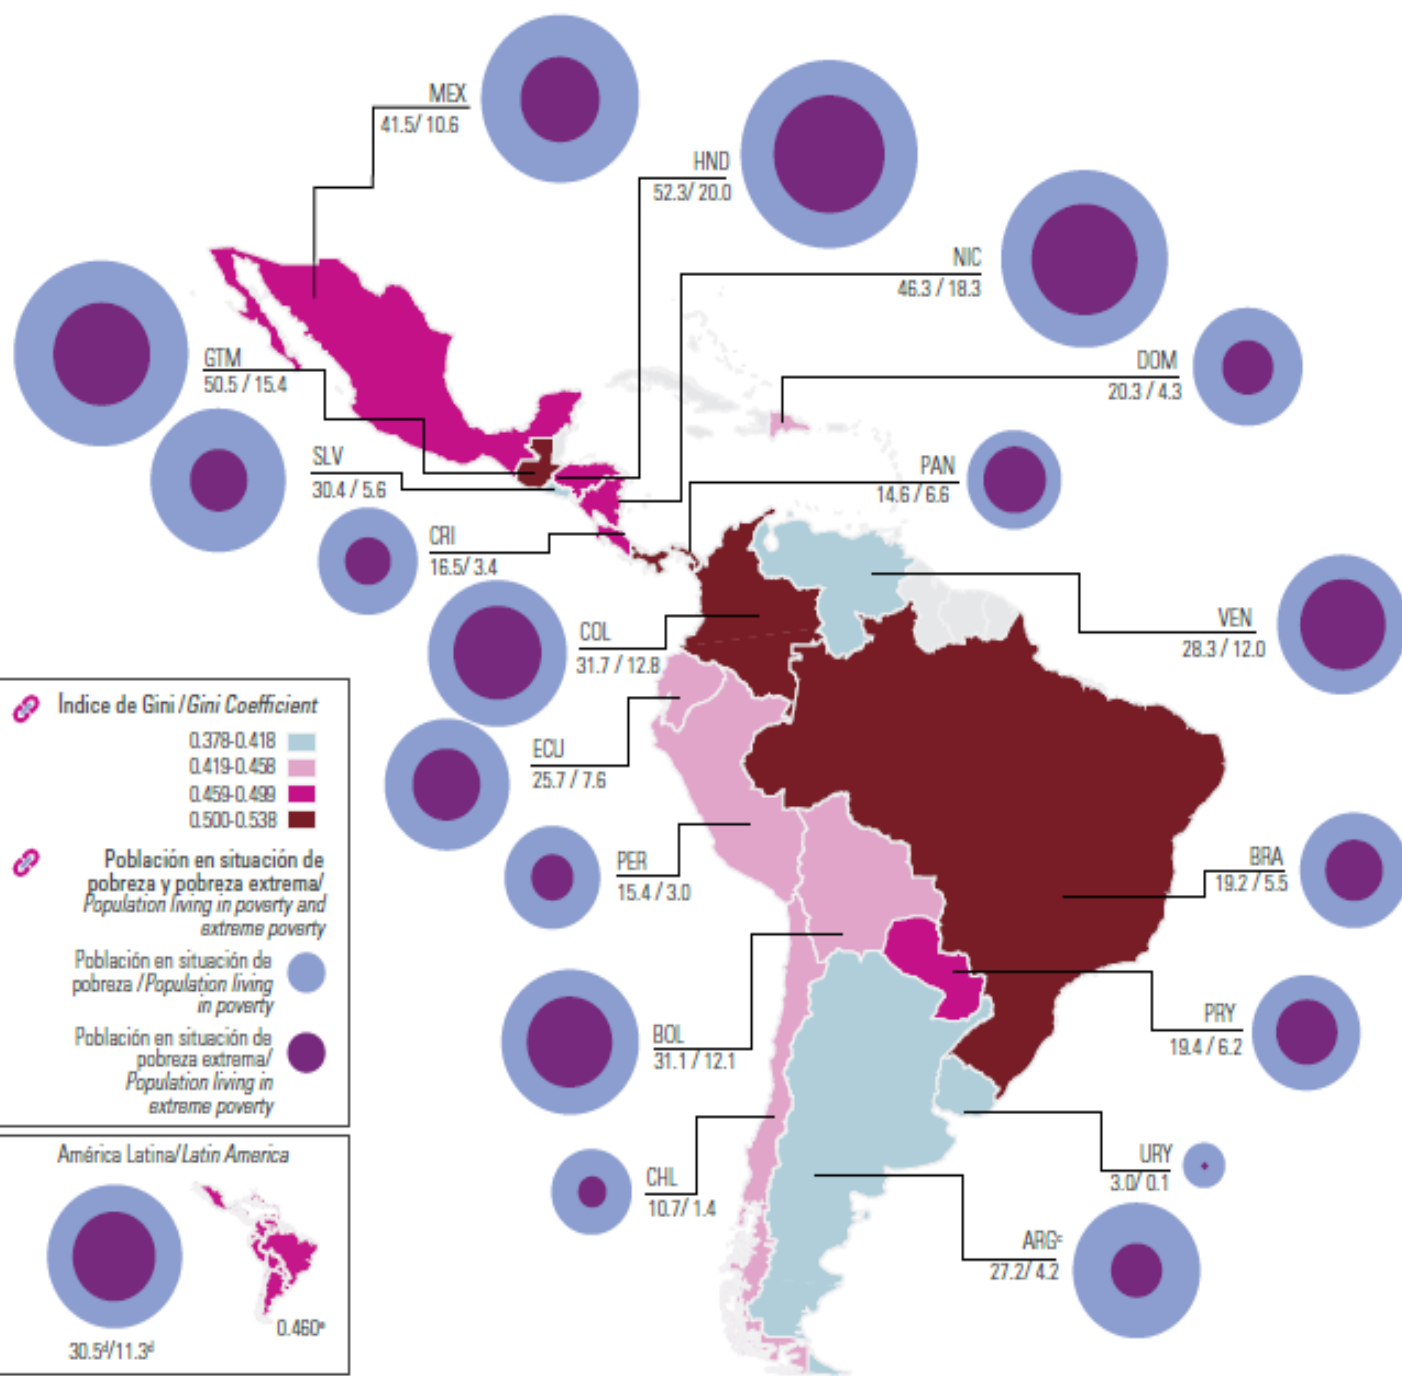 MEX
41.5/ 10.6
HND
52.3/ 20.0
NIC
46.3 / 18.3
GTM
50.5 / 15.4
DOM
20.3 / 4.3
SLV
30.4 / 5.6
PAN
14.6 / 6.6
CRI
16.5/ 3.4
COL
31.7 / 12.8
VEN
28.3 / 12.0
Índice de Gini / Gini Coefficient
0.378-0.418
0.419-0.458
0.459-0.499
0.500-0.538
Población en situación de
pobreza y pobreza extrema/
Population living in poverty and
extreme poverty
Población en situación de
pobreza / Population living
in poverty
Población en situación de
pobreza extrema/
Population living in
extreme poverty
ECU
25.7 / 7.6
PER
15.4 / 3.0
BRA
19.2 / 5.5
BOL
31.1 / 12.1
PRY
19.4 / 6.2
CHL
10.7/ 1.4
URY
3.0/ 0.1
ARGᶜ
27.2/ 4.2
América Latina/Latin America
0.460ᵉ
30.5ᵈ/11.3ᵈ